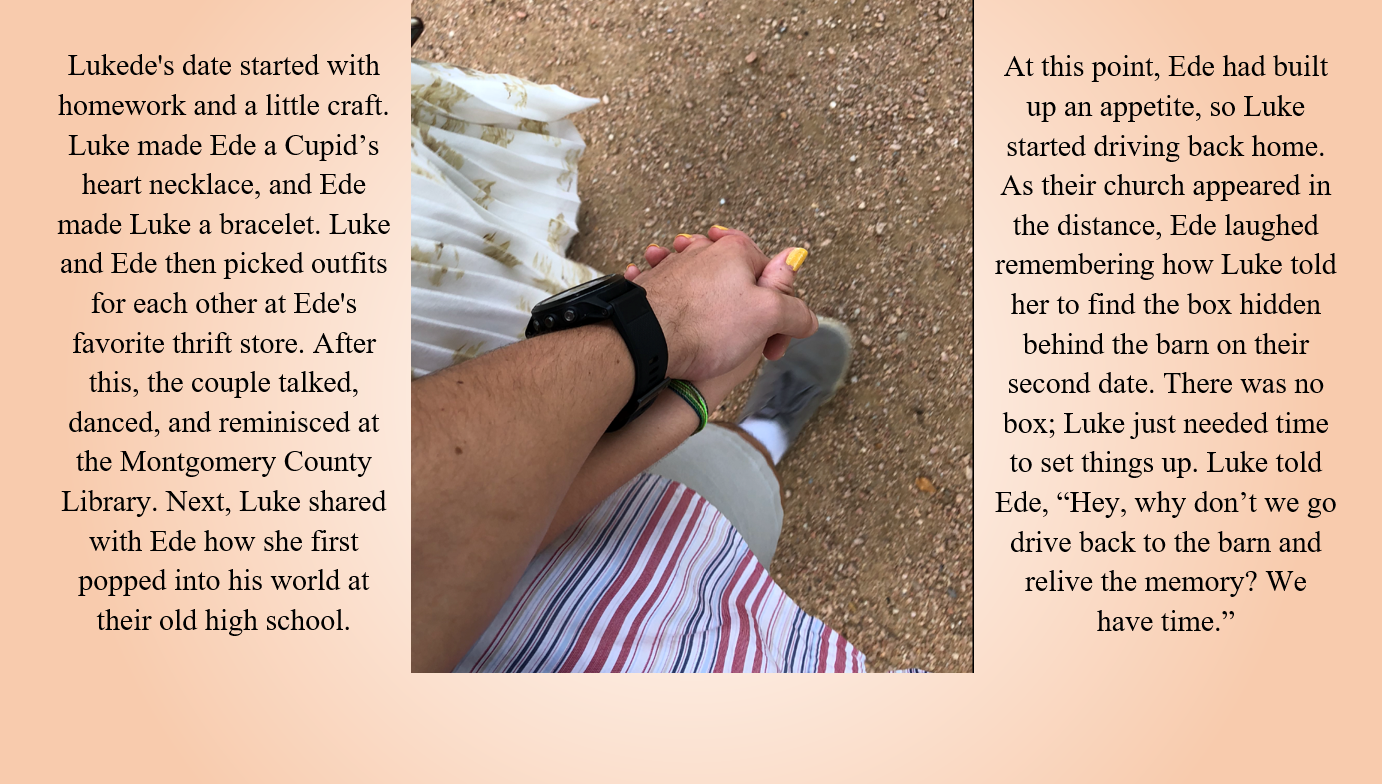 Lukede's date started with
homework and a little craft.
Luke made Ede a Cupid’s
heart necklace, and Ede
made Luke a bracelet. Luke
and Ede then picked outfits
for each other at Ede's
favorite thrift store. After
this, the couple talked,
danced, and reminisced at
the Montgomery County
Library. Next, Luke shared
with Ede how she first
popped into his world at
their old high school.
At this point, Ede had built
up an appetite, so Luke
started driving back home.
As their church appeared in
the distance, Ede laughed
remembering how Luke told
her to find the box hidden
behind the barn on their
second date. There was no
box; Luke just needed time
to set things up. Luke told
Ede, “Hey, why don’t we go
drive back to the barn and
relive the memory? We
have time.”